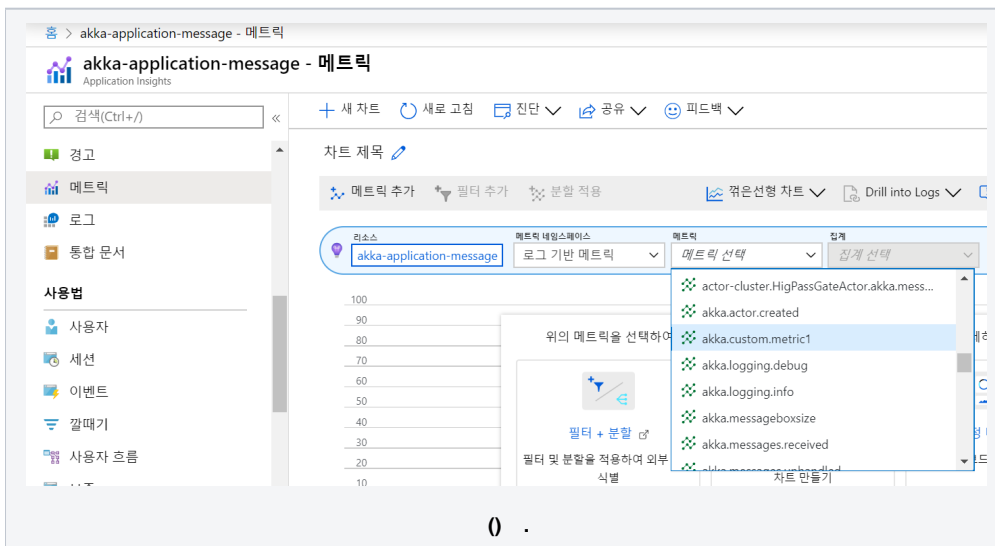 홈 > akka-application-message - 메트릭
akka-application-message - 메트릭
Application Insights
검색(Ctrl+/)
«
경고
메트릭
로그
통합 문서
사용법
사용자
세션
이벤트
깔때기
사용자 흐름
새 차트
새로 고침
진단
공유
피드백
차트 제목
메트릭 추가
필터 추가
분할 적용
꺾은선형 차트
Drill into Logs
리소스
메트릭 네임스페이스
메트릭
집계
akka-application-message
로그 기반 메트릭
메트릭 선택
집계 선택
actor-cluster.HigPassGateActor.akka.mess...
akka.actor.created
akka.custom.metric1
akka.logging.debug
akka.logging.info
akka.messageboxsize
akka.messages.received
akka.messages.unhandled
100
90
80
70
60
50
40
30
20
10
위의 메트릭을 선택하여
필터 + 분할
필터 및 분할을 적용하여 외부
식별
차트 만들기
() .